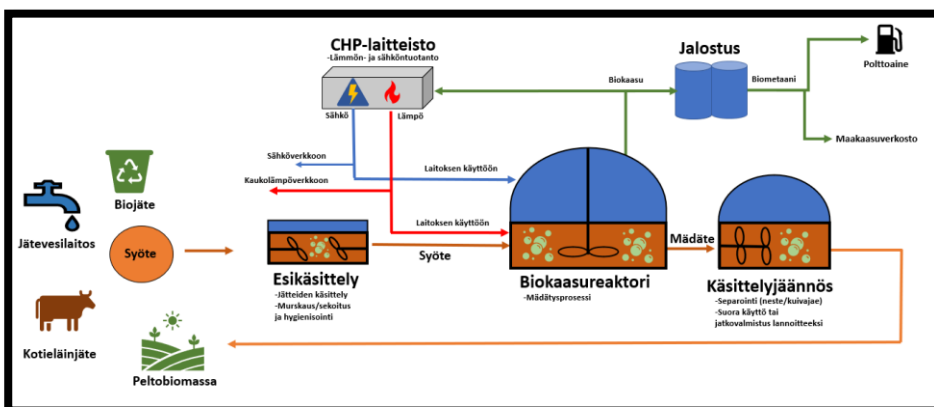 CHP-laitteisto
-Lämmön- ja sähköntuotanto
Sähkö
Lämpö
Jalostus
Biokaasu
Biometaani
Polttoaine
Maakaasuverkosto
Sähköverkkoon
Laitoksen käyttöön
Kaukolämpöverkkoon
Laitoksen käyttöön
Biojäte
Jätevesilaitos
Syöte
Kotieläinjäte
Peltobiomassa
Esikäsittely
-Jätteiden käsittely
-Murskaus/sekoitus
ja hygienisointi
Syöte
Biokaasureaktori
-Mädätysprosessi
Mädäte
Käsittelyjäännös
-Separointi (neste/kuivajae)
-Suora käyttö tai
jatkovalmistus lannoitteeksi